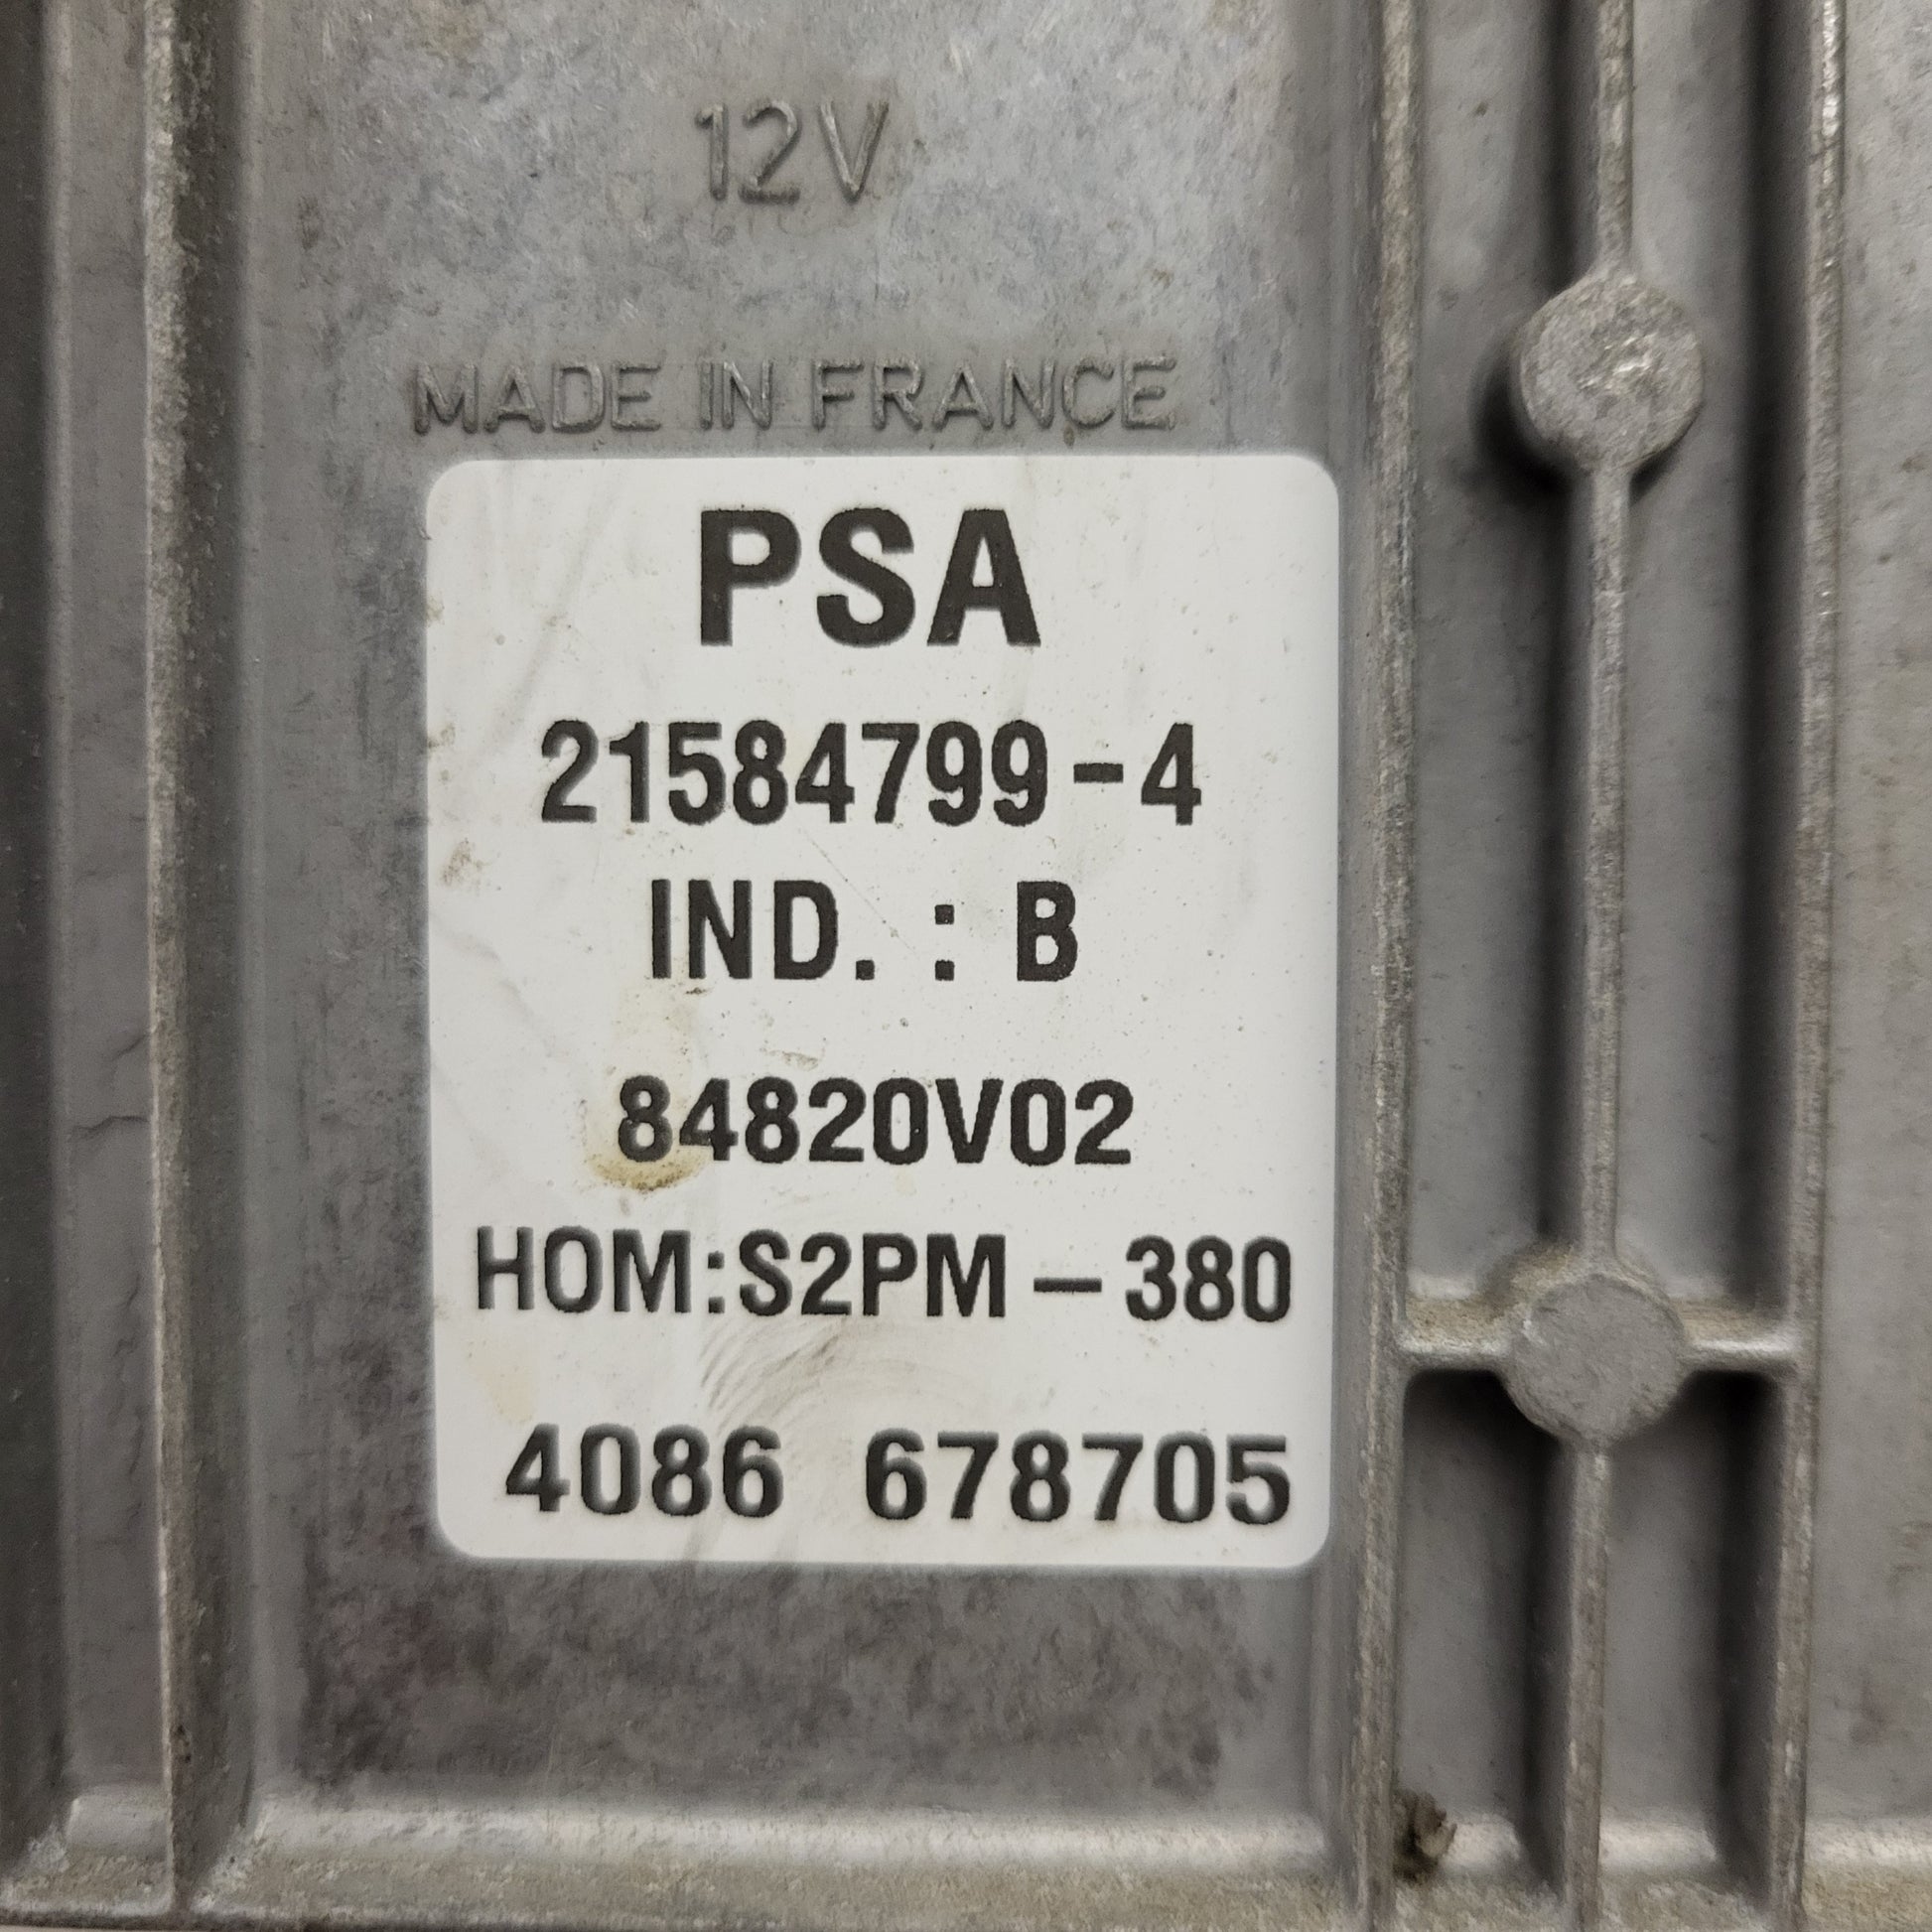 12V
MADE IN FRANCE
PSA
21584799-4
IND. : B
84820V02
HOM:S2PM-380
4086 678705